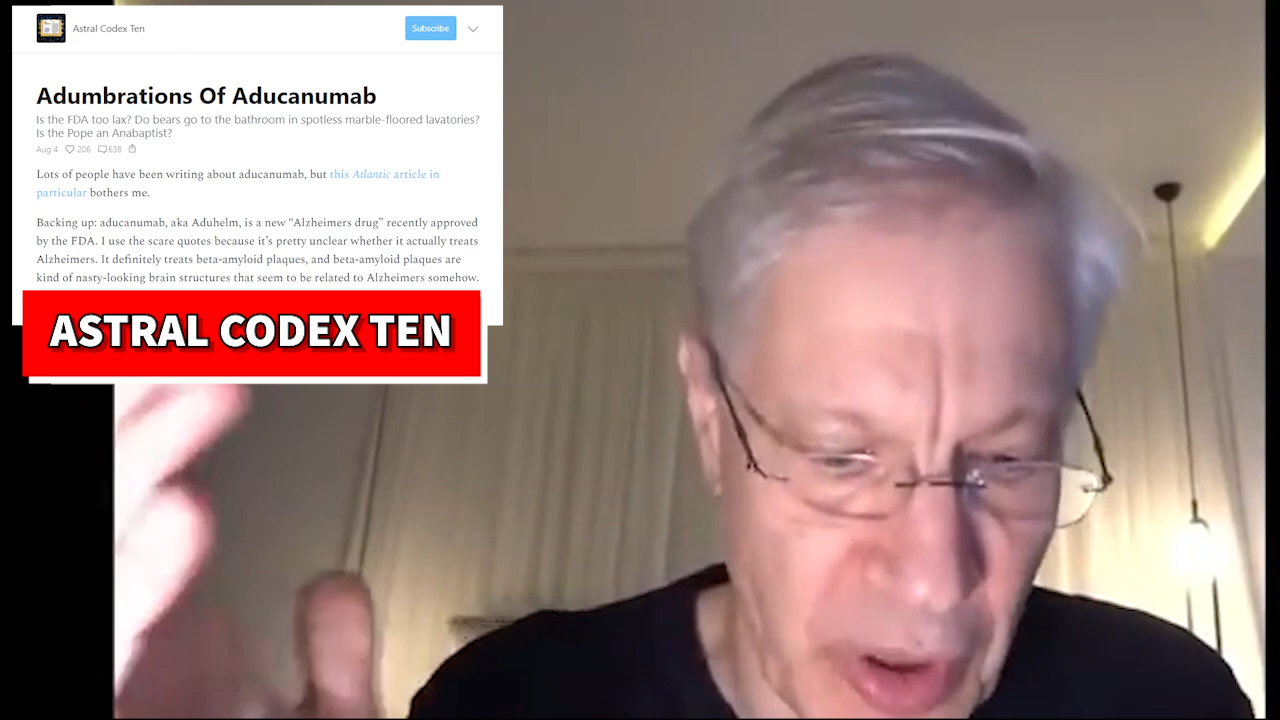 Astral Codex Ten
Subscribe
Adumbrations Of Aducanumab
Is the FDA too lax? Do bears go to the bathroom in spotless marble-floored lavatories?
Is the Pope an Anabaptist?
Aug 4 206 638
Lots of people have been writing about aducanumab, but this Atlantic article in
particular bothers me.
Backing up: aducanumab, aka Aduhelm, is a new “Alzheimers drug” recently approved
by the FDA. I use the scare quotes because it’s pretty unclear whether it actually treats
Alzheimers. It definitely treats beta-amyloid plaques, and beta-amyloid plaques are
kind of nasty-looking brain structures that seem to be related to Alzheimers somehow.
ASTRAL CODEX TEN